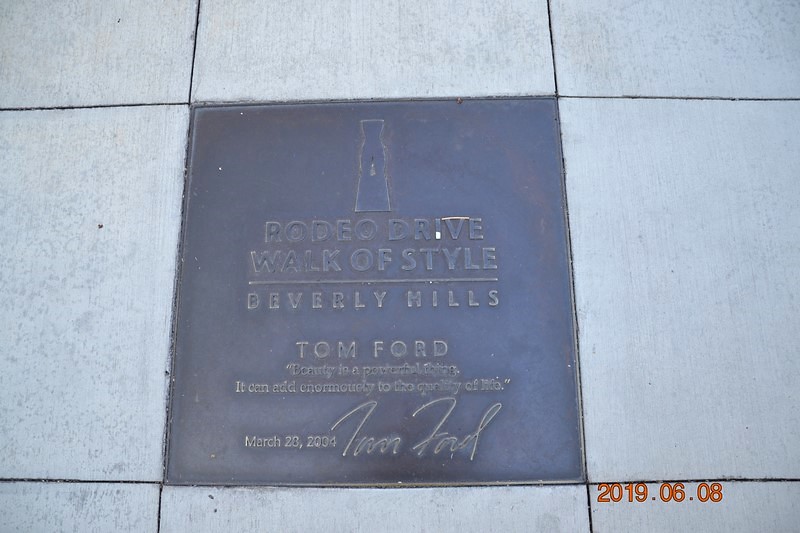 RODEO DRIVE
WALK OF STYLE
BEVERLY HILLS
TOM FORD
"Beauty is a powerful thing.
It can add enormously to the quality of life."
March 28, 2004 Tom Ford
2019.06.08